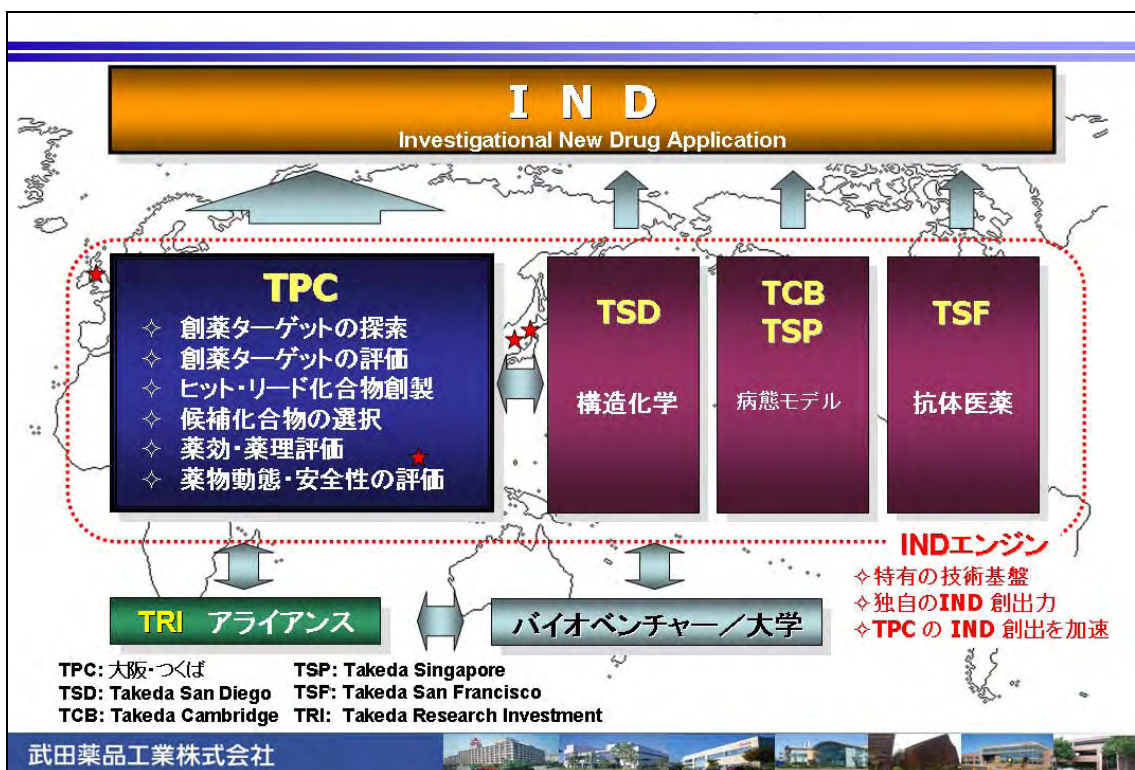 I N D
Investigational New Drug Application
TPC
✧ 創薬ターゲットの探索
✧ 創薬ターゲットの評価
✧ ヒット・リード化合物創製
✧ 候補化合物の選択
✧ 薬効・薬理評価
✧ 薬物動態・安全性の評価
TSD
構造化学
TCB
TSP
病態モデル
TSF
抗体医薬
INDエンジン
✧特有の技術基盤
✧独自のIND 創出力
✧TPC の IND 創出を加速
TRI アライアンス
バイオベンチャー／大学
TPC: 大阪・つくば
TSD: Takeda San Diego
TCB: Takeda Cambridge
TSP: Takeda Singapore
TSF: Takeda San Francisco
TRI: Takeda Research Investment
武田薬品工業株式会社